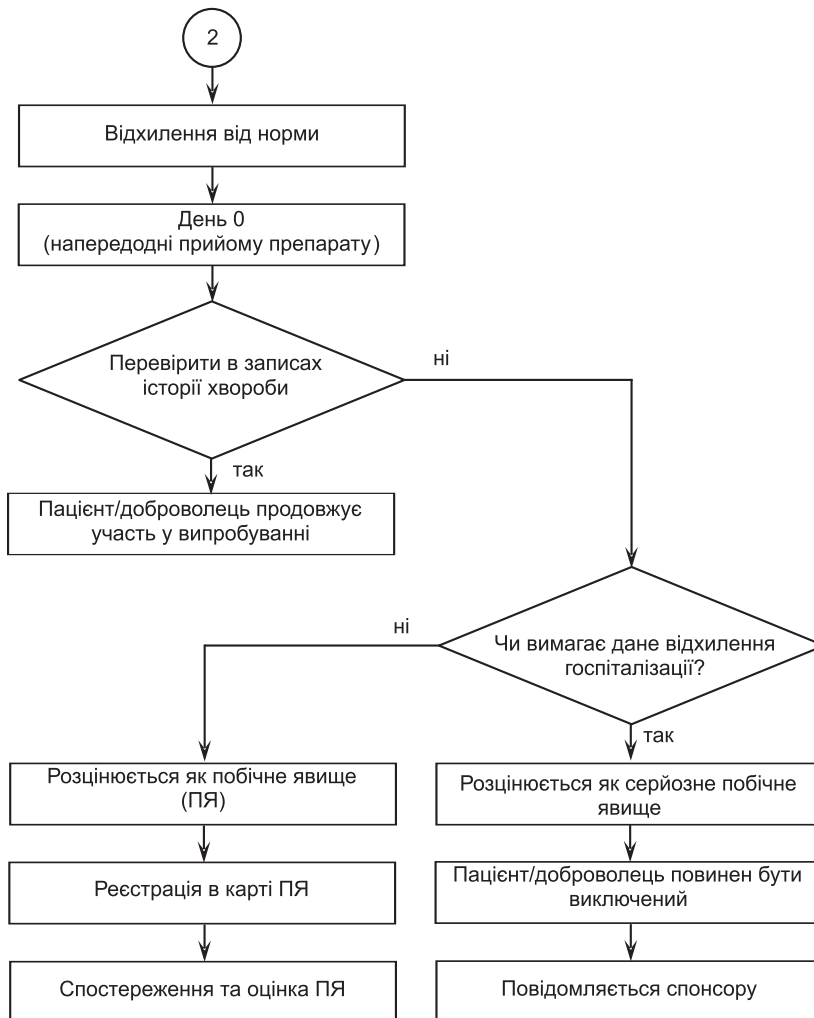 2
Відхилення від норми
День 0
(напередодні прийому препарату)
Перевірити в записах
історії хвороби
ні
так
Пацієнт/доброволець продовжує
участь у випробуванні
ні
Чи вимагає дане відхилення
госпіталізації?
так
Розцінюється як побічне явище
(ПЯ)
Розцінюється як серйозне побічне
явище
Реєстрація в карті ПЯ
Пацієнт/доброволець повинен бути
виключений
Спостереження та оцінка ПЯ
Повідомляється спонсору